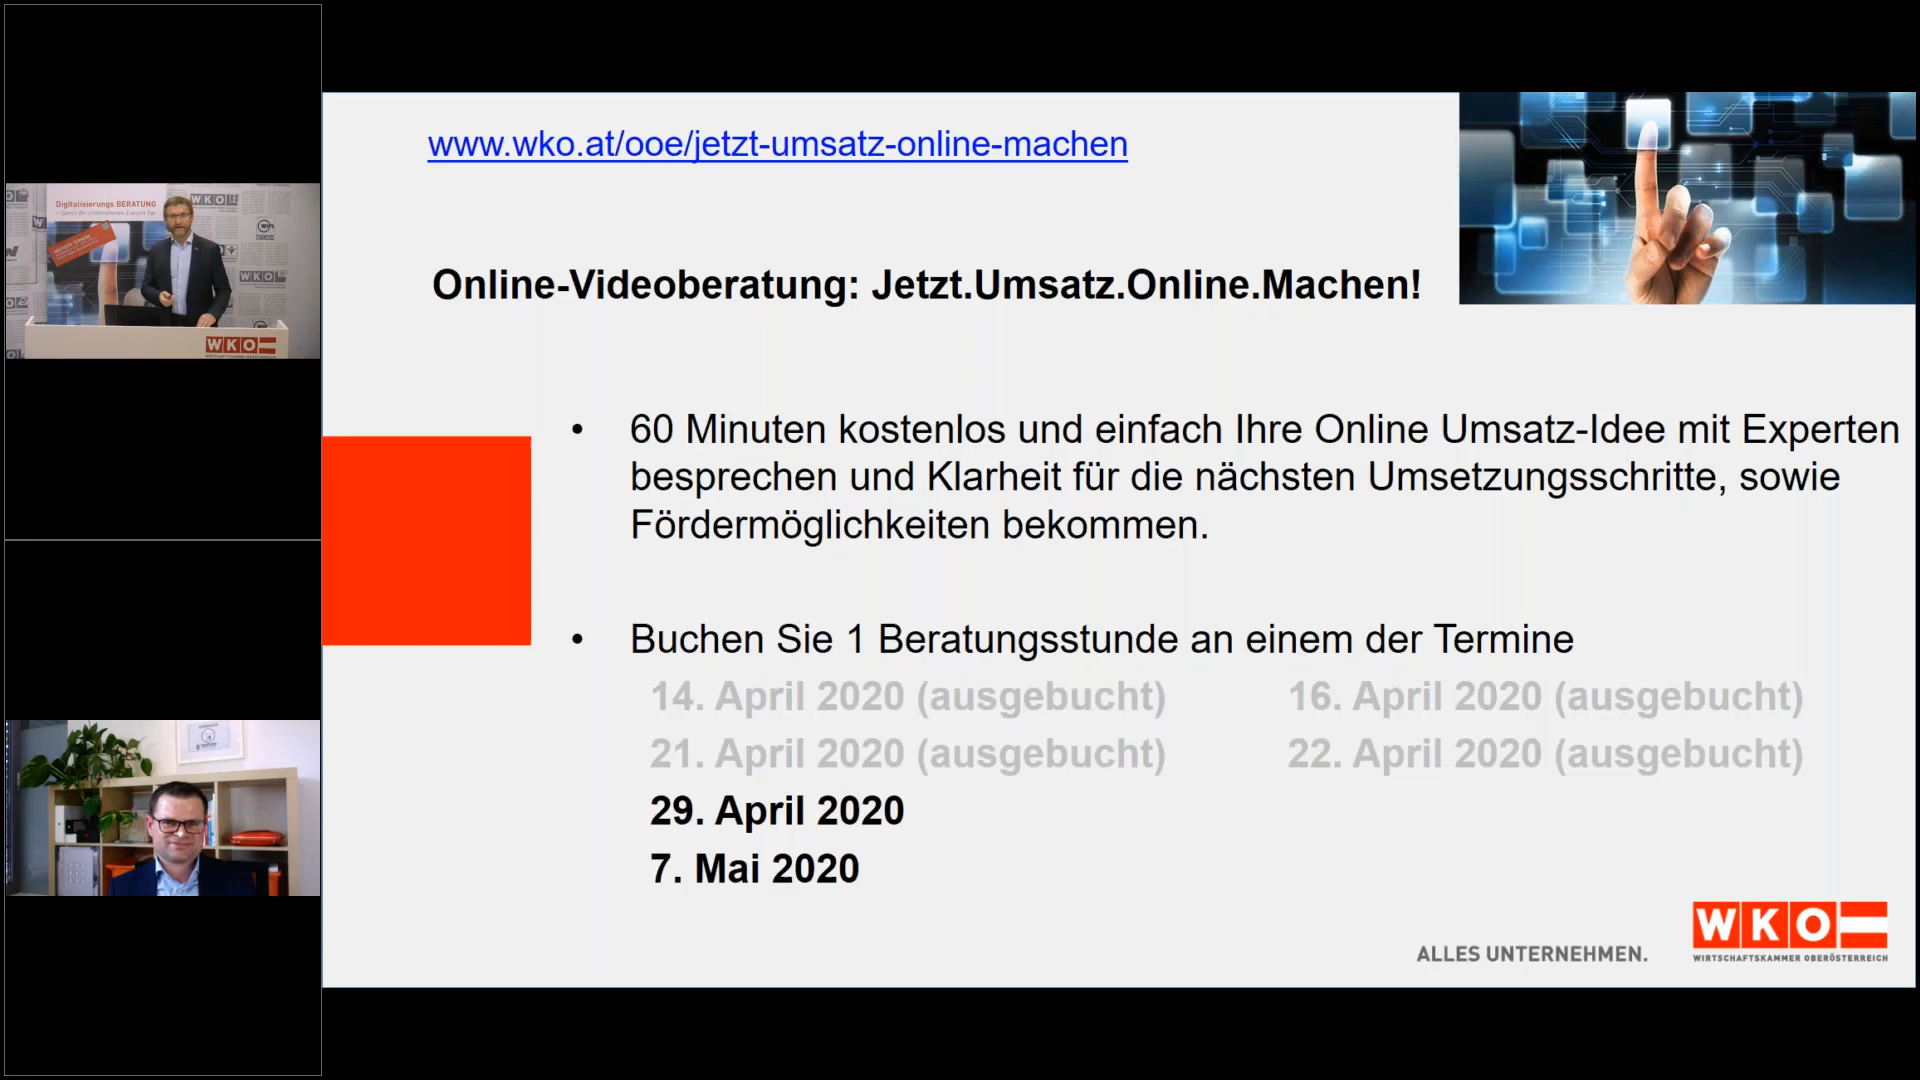 www.wko.at/ooe/jetzt-umsatz-online-machen
Online-Videoberatung: Jetzt.Umsatz.Online.Machen!
• 60 Minuten kostenlos und einfach Ihre Online Umsatz-Idee mit Experten
besprechen und Klarheit für die nächsten Umsetzungsschritte, sowie
Fördermöglichkeiten bekommen.
• Buchen Sie 1 Beratungsstunde an einem der Termine
14. April 2020 (ausgebucht) 16. April 2020 (ausgebucht)
21. April 2020 (ausgebucht) 22. April 2020 (ausgebucht)
29. April 2020
7. Mai 2020
ALLES UNTERNEHMEN.
WKO
WIRTSCHAFTSKAMMER OBERÖSTERREICH
Digitalisierungs BERATUNG
WKO
WIFI
WKO
WKO